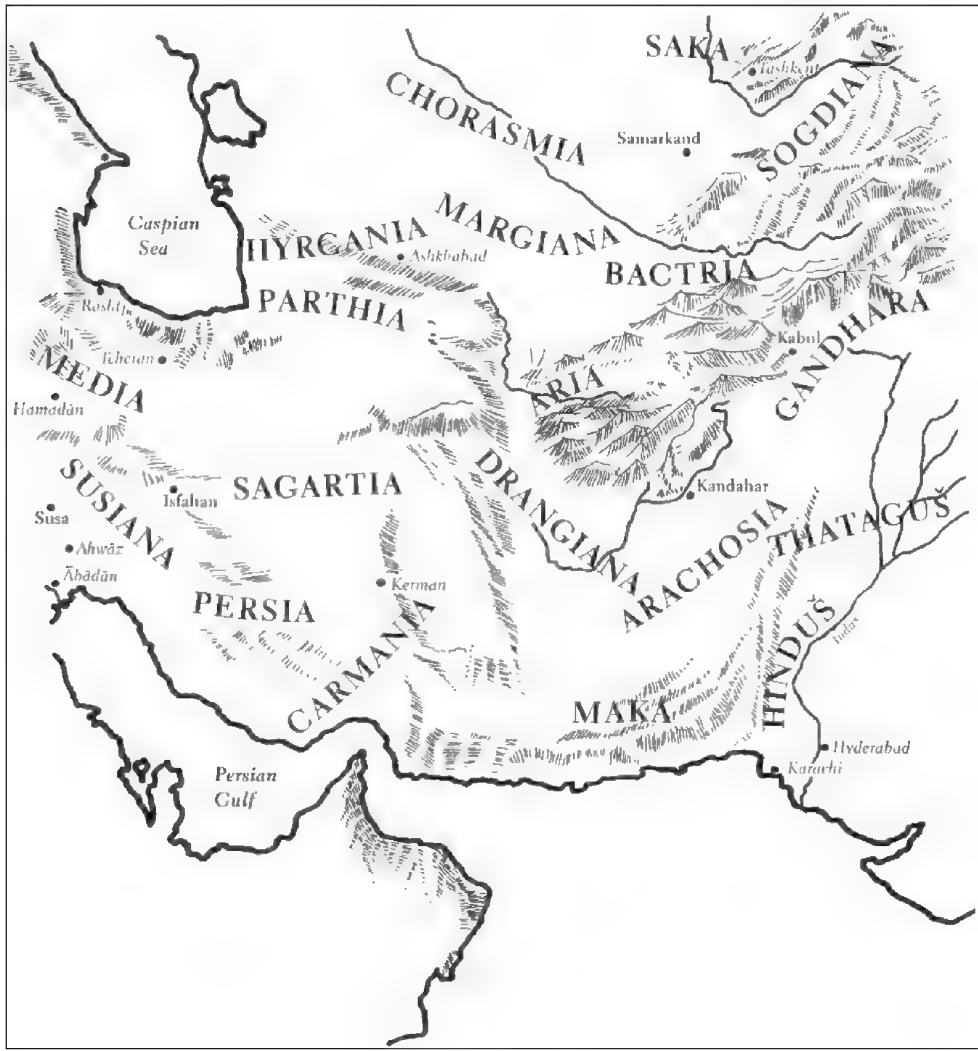 SAKA
Tashkent
CHORASMIA
SOGDIANA
Samarkand
Caspian
Sea
HYRCANIA
MARGIANA
Ashkhabad
BACTRIA
Rasht
PARTHIA
GANDHARA
Teheran
Kabul
MEDIA
ARIA
Hamadān
SUSIANA
SAGARTIA
DRANGIANA
Isfahan
Kandahar
Susa
ARACHOSIA
THATAGUŠ
Ahwāz
Ābādān
Kerman
PERSIA
CARMANIA
HINDUŠ
Indus
MAKA
Hyderabad
Karachi
Persian
Gulf